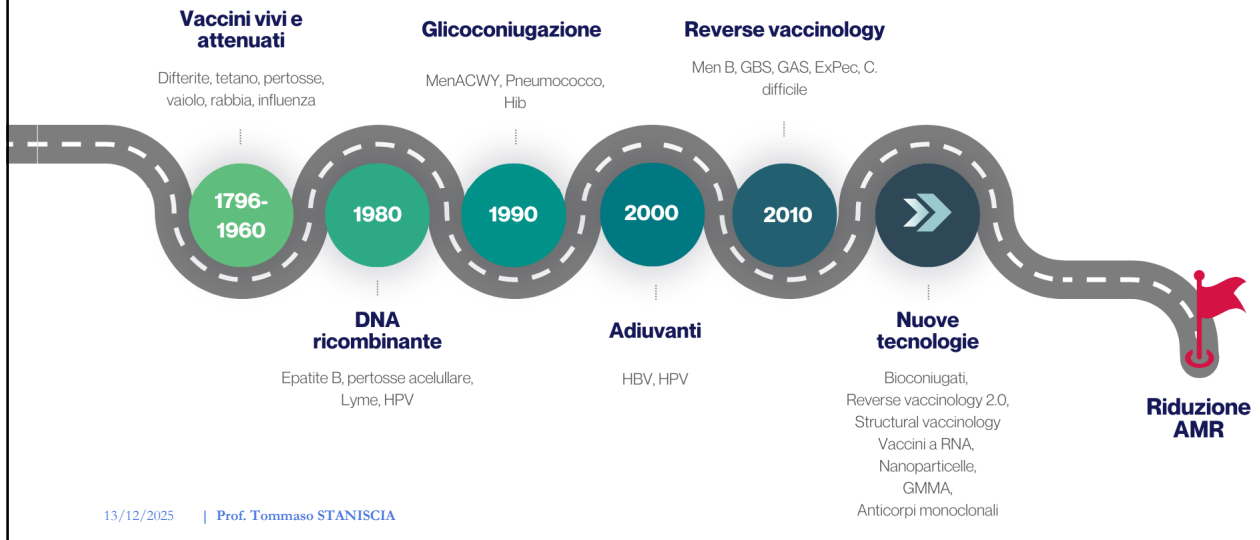 Vaccini vivi e
attenuati
Difterite, tetano, pertosse,
vaiolo, rabbia, influenza
Glicoconiugazione
MenACWY, Pneumococco,
Hib
Reverse vaccinology
Men B, GBS, GAS, ExPec, C.
difficile
1796-
1960
1980
1990
2000
2010
DNA
ricombinante
Epatite B, pertosse acelullare,
Lyme, HPV
Adiuvanti
HBV, HPV
Nuove
tecnologie
Bioconiugati,
Reverse vaccinology 2.0,
Structural vaccinology
Vaccini a RNA,
Nanoparticelle,
GMMA,
Anticorpi monoclonali
Riduzione
AMR
13/12/2025 | Prof. Tommaso STANISCIA